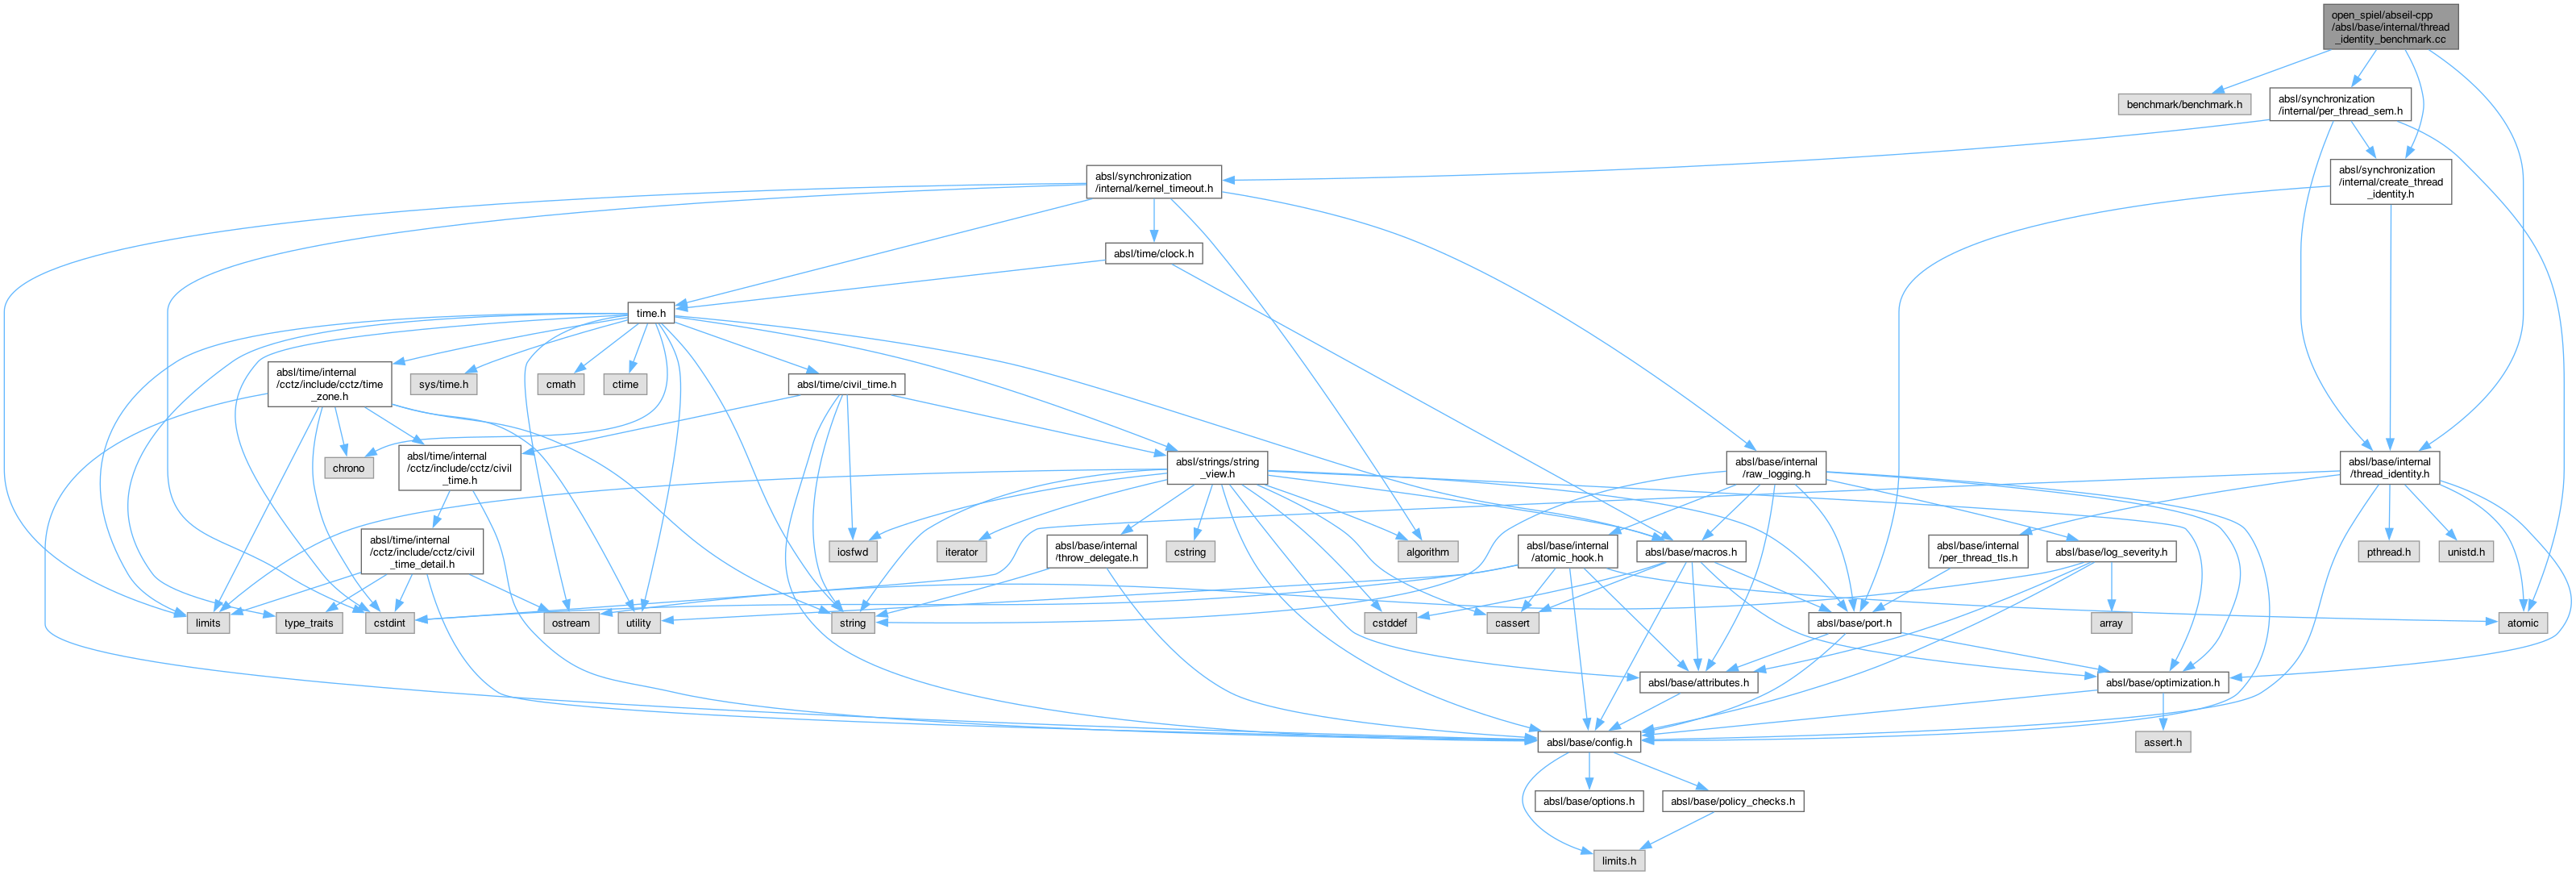 open_spiel/abseil-cpp
/absl/base/internal/thread
_identity_benchmark.cc
benchmark/benchmark.h
absl/synchronization
/internal/per_thread_sem.h
absl/synchronization
/internal/kernel_timeout.h
absl/synchronization
/internal/create_thread
_identity.h
absl/time/clock.h
time.h
absl/time/internal
/cctz/include/cctz/time
_zone.h
sys/time.h
cmath
ctime
absl/time/civil_time.h
absl/time/internal
/cctz/include/cctz/civil
_time.h
chrono
absl/strings/string
_view.h
absl/base/internal
/raw_logging.h
absl/base/internal
/thread_identity.h
absl/time/internal
/cctz/include/cctz/civil
_time_detail.h
iosfwd
iterator
absl/base/internal
/throw_delegate.h
cstring
algorithm
absl/base/internal
/atomic_hook.h
absl/base/macros.h
absl/base/internal
/per_thread_tls.h
absl/base/log_severity.h
pthread.h
unistd.h
limits
type_traits
cstdint
ostream
utility
string
cstddef
cassert
absl/base/port.h
array
atomic
absl/base/attributes.h
absl/base/optimization.h
absl/base/config.h
assert.h
absl/base/options.h
absl/base/policy_checks.h
limits.h